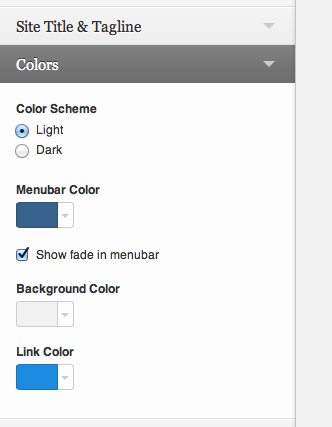 Site Title & Tagline
Colors
Color Scheme
Light
Dark
Menubar Color
Show fade in menubar
Background Color
Link Color